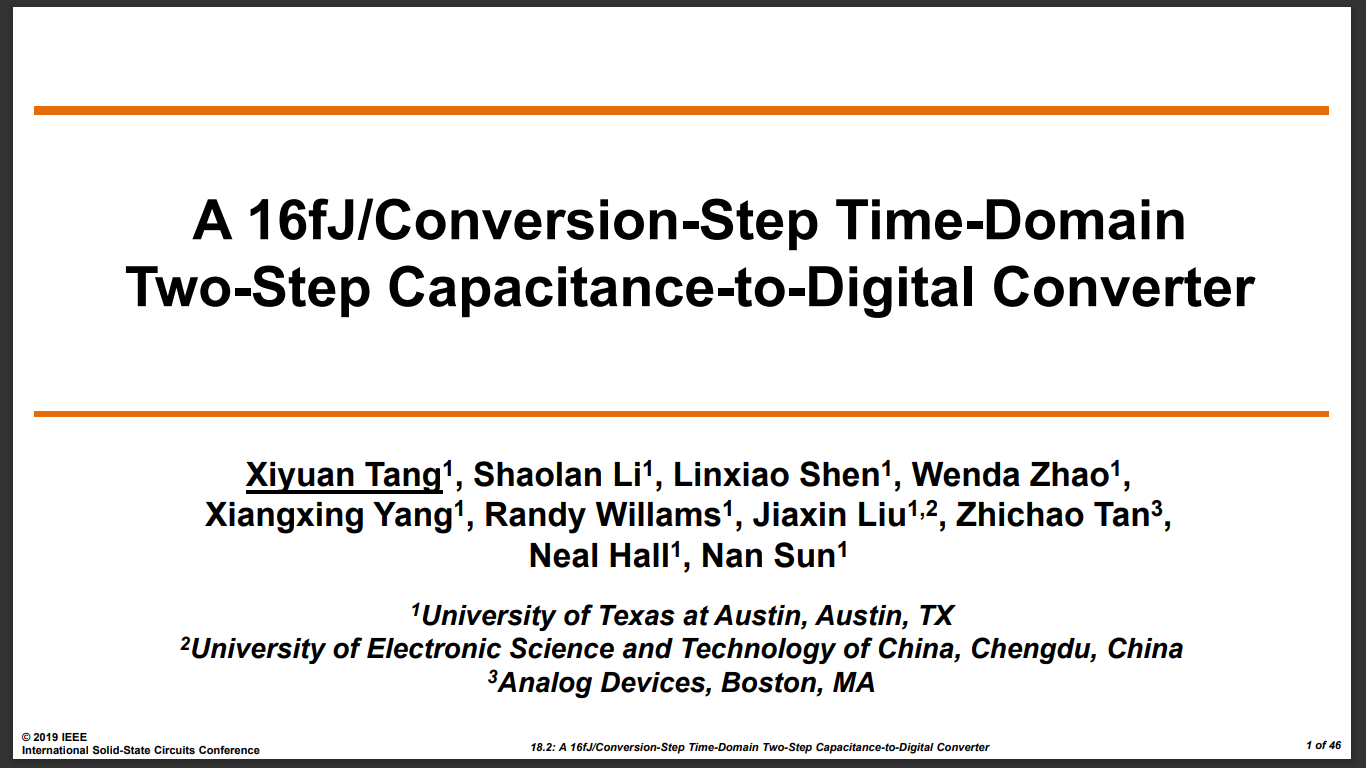 A 16fJ/Conversion-Step Time-Domain
Two-Step Capacitance-to-Digital Converter
Xiyuan Tang¹, Shaolan Li¹, Linxiao Shen¹, Wenda Zhao¹,
Xiangxing Yang¹, Randy Willams¹, Jiaxin Liu¹,², Zhichao Tan³,
Neal Hall¹, Nan Sun¹
¹University of Texas at Austin, Austin, TX
²University of Electronic Science and Technology of China, Chengdu, China
³Analog Devices, Boston, MA
© 2019 IEEE
International Solid-State Circuits Conference
18.2: A 16fJ/Conversion-Step Time-Domain Two-Step Capacitance-to-Digital Converter
1 of 46